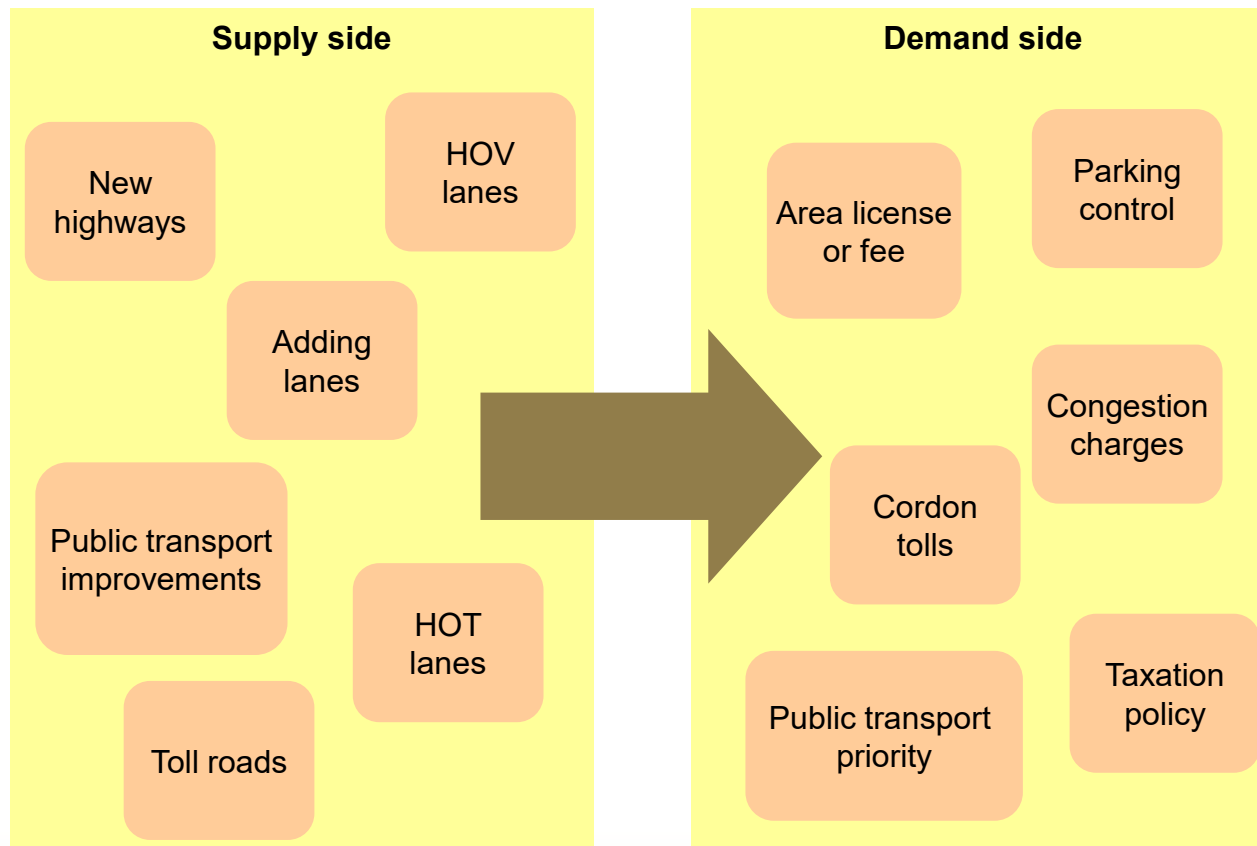 Supply side
New
highways
HOV
lanes
Adding
lanes
Public transport
improvements
HOT
lanes
Toll roads
Demand side
Area license
or fee
Parking
control
Congestion
charges
Cordon
tolls
Public transport
priority
Taxation
policy